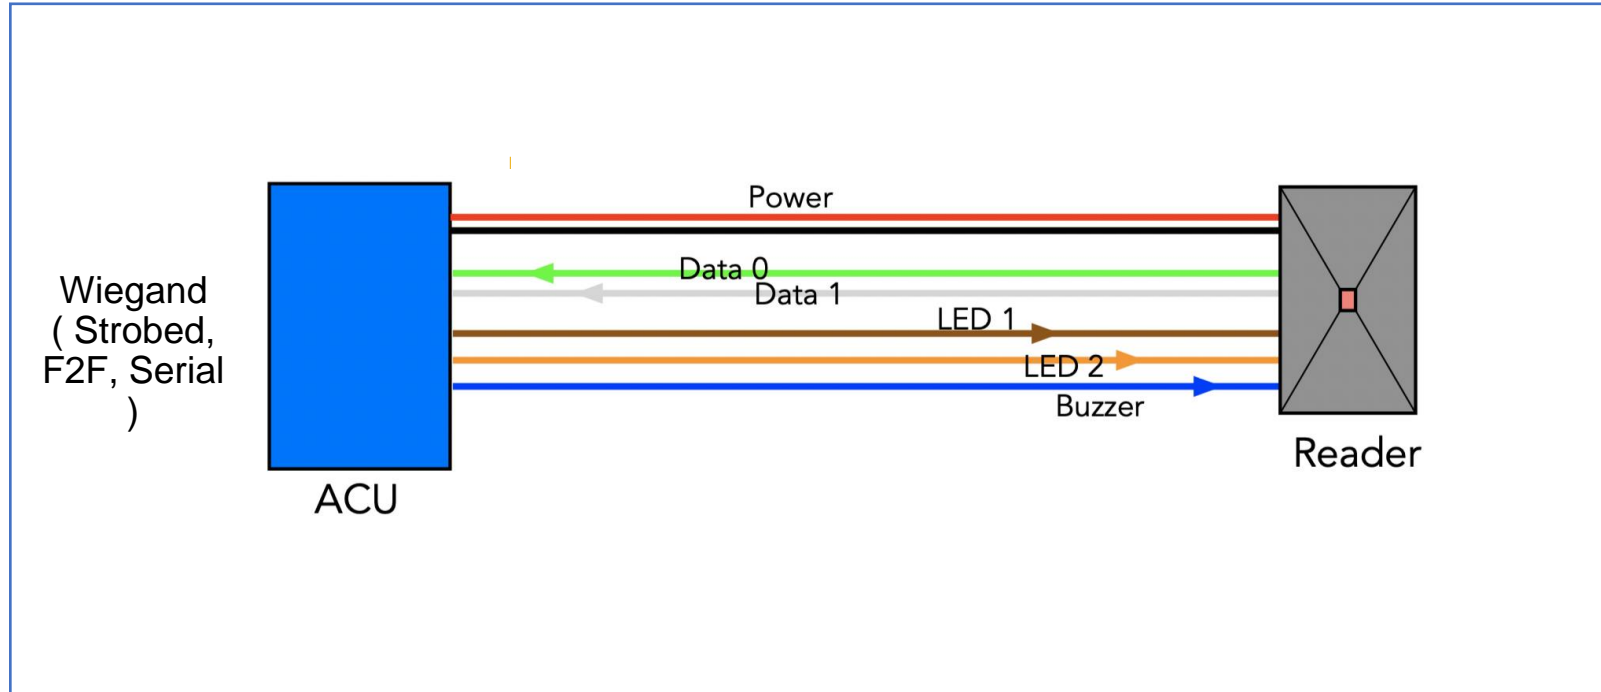 Wiegand
( Strobed,
F2F, Serial
)
ACU
Power
Data 0
Data 1
LED 1
LED 2
Buzzer
Reader